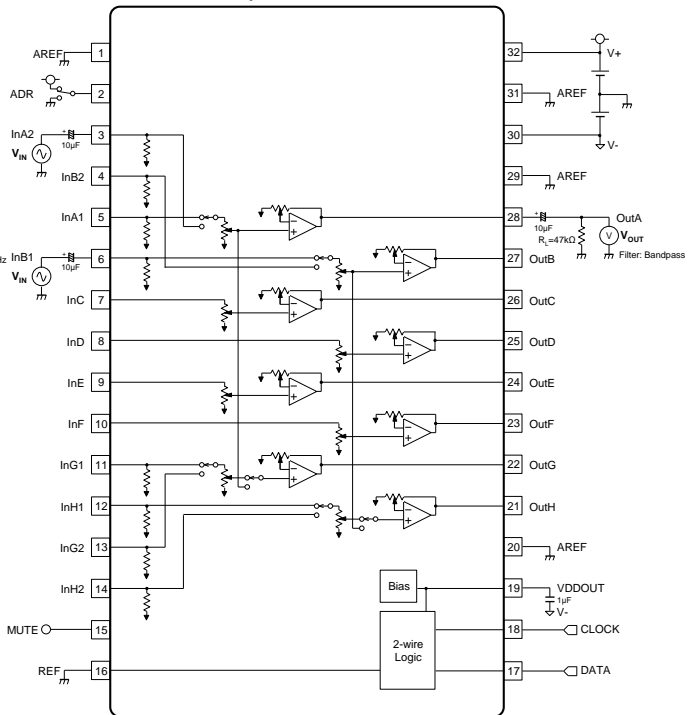 AREF 1
ADR 2
InA2 3
+
10µF
VIN
InB2 4
InA1 5
Hz InB1 6
+
10µF
VIN
InC 7
InD 8
InE 9
InF 10
InG1 11
InH1 12
InG2 13
InH2 14
MUTE 15
REF 16
Bias
2-wire
Logic
32 V+
31 AREF
30 V-
29 AREF
28 OutA
+
10µF
RL=47kΩ
V VOUT
Filter: Bandpass
27 OutB
26 OutC
25 OutD
24 OutE
23 OutF
22 OutG
21 OutH
20 AREF
19 VDDOUT
1µF
V-
18 CLOCK
17 DATA
− +
− +
− +
− +
− +
− +
− +
− +